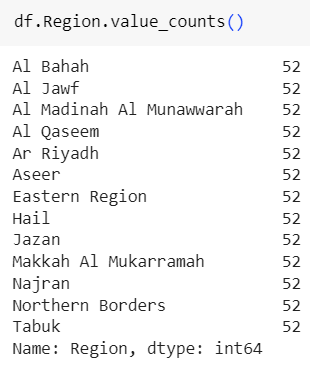 df.Region.value_counts()
Al Bahah 52
Al Jawf 52
Al Madinah Al Munawwarah 52
Al Qaseem 52
Ar Riyadh 52
Aseer 52
Eastern Region 52
Hail 52
Jazan 52
Makkah Al Mukarramah 52
Najran 52
Northern Borders 52
Tabuk 52
Name: Region, dtype: int64